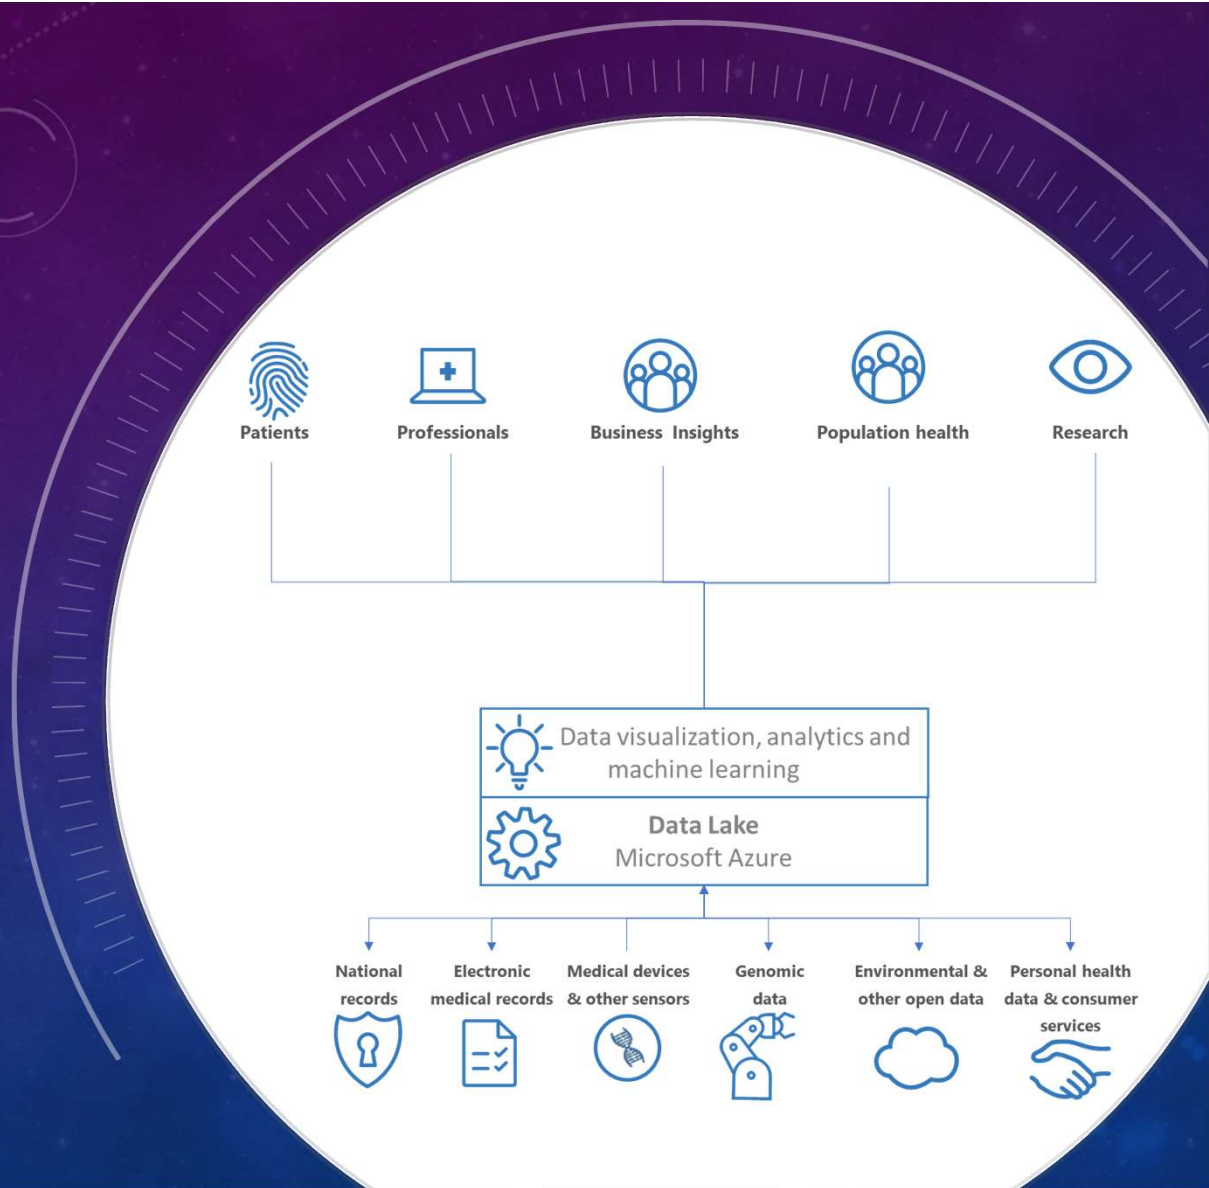 Patients
Professionals
Business Insights
Population health
Research
Data visualization, analytics and
machine learning
Data Lake
Microsoft Azure
National
records
Electronic
medical records
Medical devices
& other sensors
Genomic
data
Environmental &
other open data
Personal health
data & consumer
services